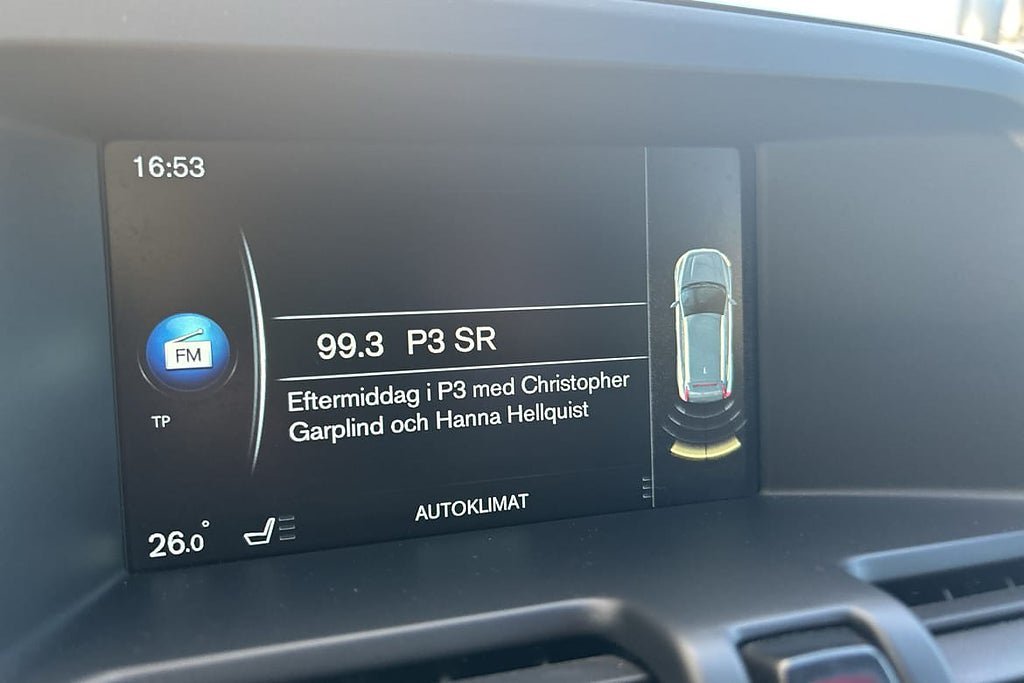 16:53
FM
99.3 P3 SR
Eftermiddag i P3 med Christopher
Garplind och Hanna Hellquist
TP
AUTOKLIMAT
26.0°